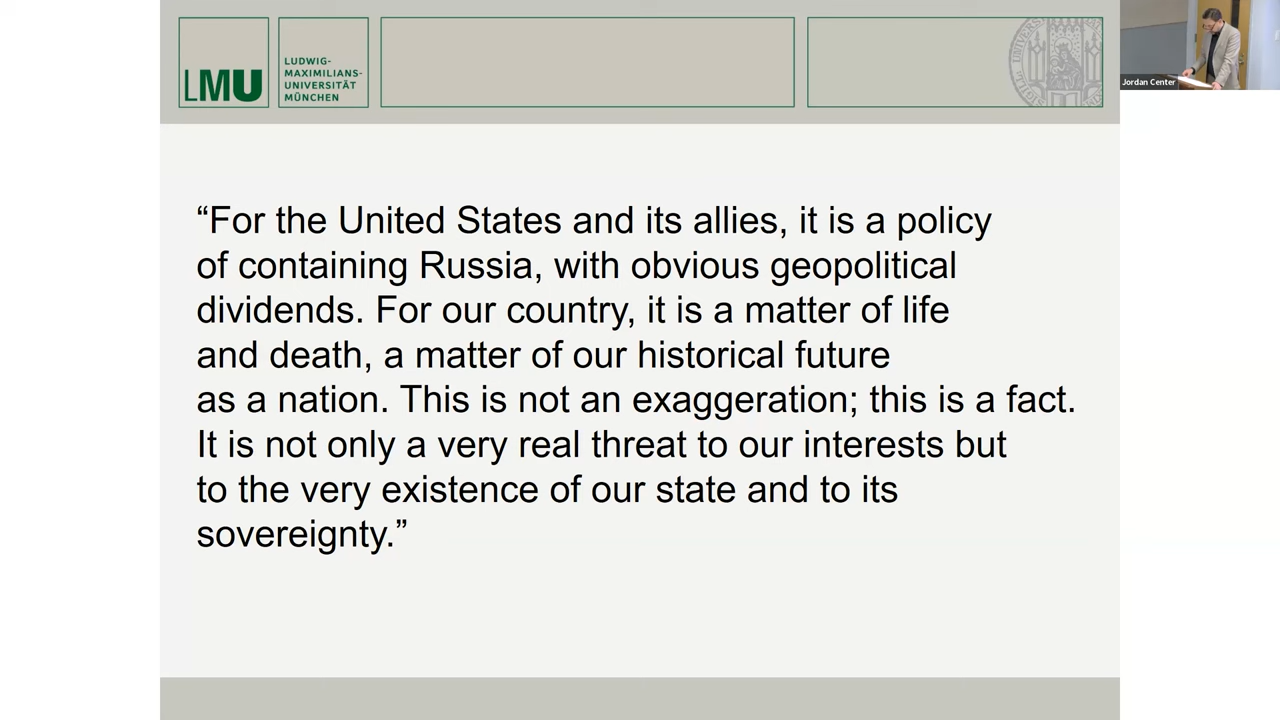 LMU
LUDWIG-
MAXIMILIANS-
UNIVERSITÄT
MÜNCHEN
Jordan Center
“For the United States and its allies, it is a policy
of containing Russia, with obvious geopolitical
dividends. For our country, it is a matter of life
and death, a matter of our historical future
as a nation. This is not an exaggeration; this is a fact.
It is not only a very real threat to our interests but
to the very existence of our state and to its
sovereignty.”